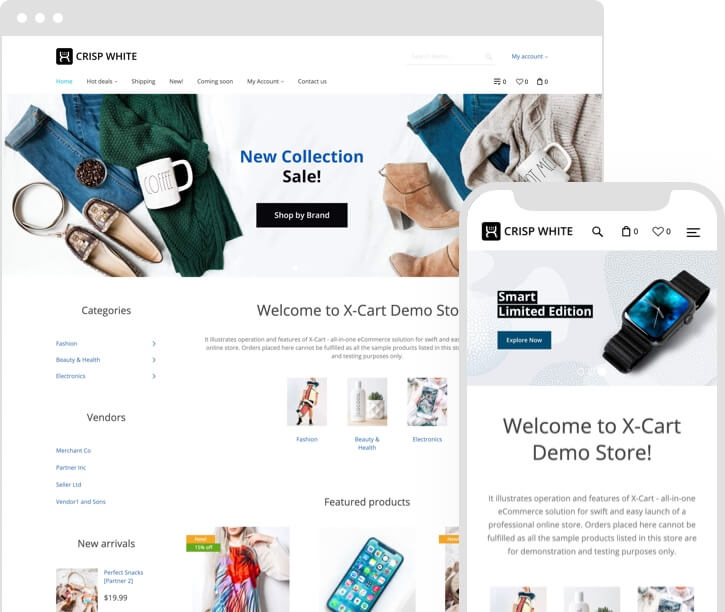 CRISP WHITE
Search items...
My account
Home
Hot deals
Shipping
New!
Coming soon
My Account
Contact us
0
0
0
New Collection
Sale!
Shop by Brand
COFFEE
Categories
Fashion
Beauty & Health
Electronics
Vendors
Merchant Co
Partner Inc
Seller Ltd
Vendor1 and Sons
New arrivals
Perfect Snacks
[Partner 2]
$19.99
Welcome to X-Cart Demo Sto
It illustrates operation and features of X-Cart - all-in-one eCommerce solution for swift and easy
online store. Orders placed here cannot be fulfilled as all the sample products listed in this sto
and testing purposes only.
Fashion
Beauty &
Health
Electronics
Featured products
New!
15% off
New!
CRISP WHITE
0
0
Smart
Limited Edition
Explore Now
Welcome to X-Cart
Demo Store!
It illustrates operation and features of X-Cart - all-in-one
eCommerce solution for swift and easy launch of a
professional online store. Orders placed here cannot be
fulfilled as all the sample products listed in this store are
for demonstration and testing purposes only.